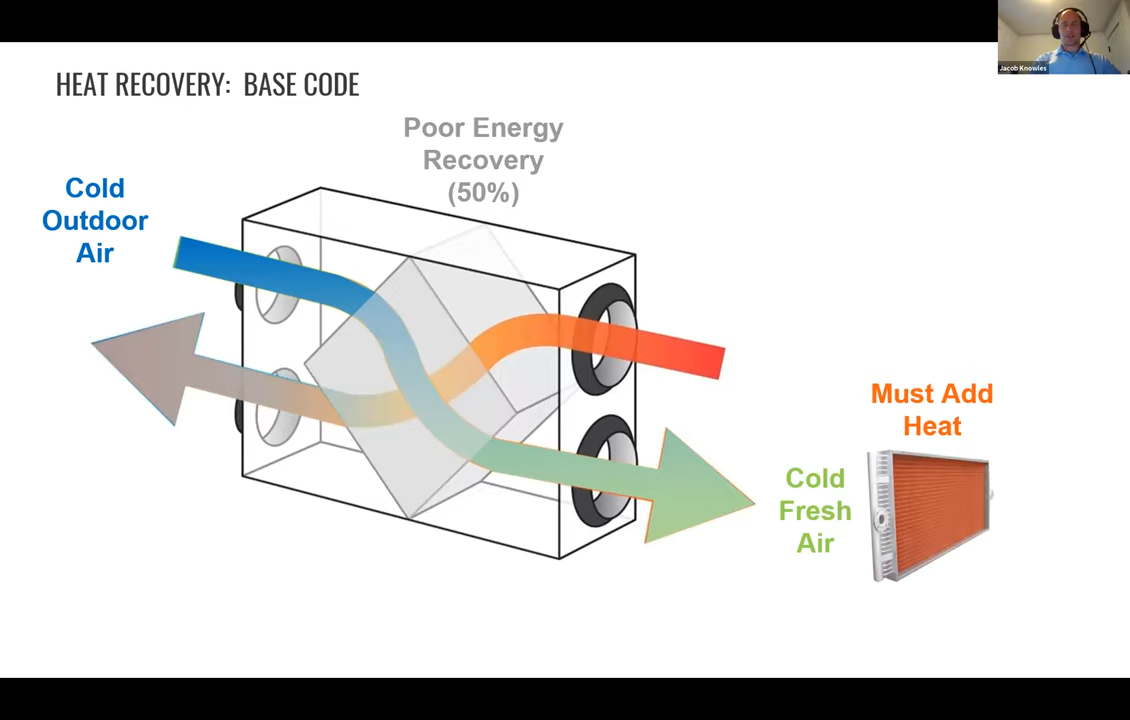 Jacob Knowles
HEAT RECOVERY: BASE CODE
Poor Energy
Recovery
(50%)
Cold
Outdoor
Air
Must Add
Heat
Cold
Fresh
Air